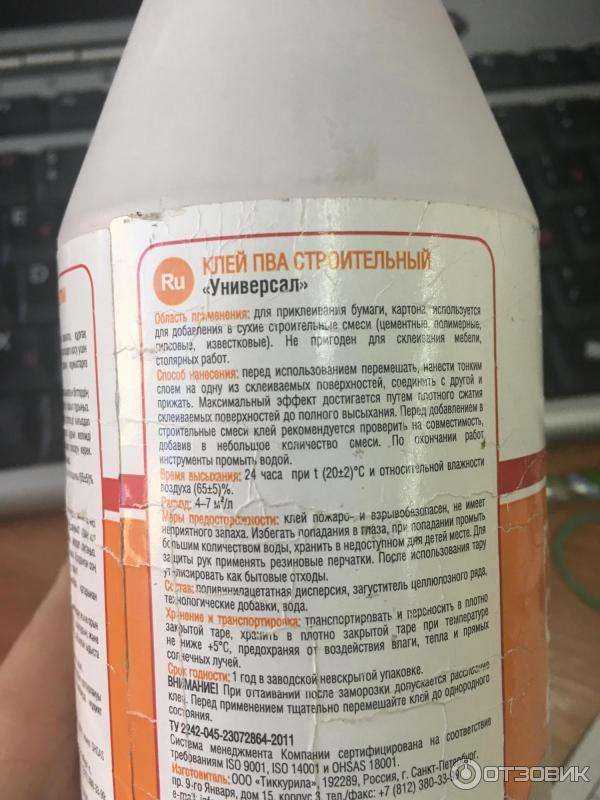 Ru
КЛЕЙ ПВА СТРОИТЕЛЬНЫЙ
«Универсал»
Область применения: для приклеивания бумаги, картона, используется
для добавления в сухие строительные смеси (цементные, полимерные,
гипсовые, известковые). Не пригоден для склеивания мебели,
столярных работ.
Способ нанесения: перед использованием перемешать, нанести тонким
слоем на одну из склеиваемых поверхностей, соединить с другой и
прижать. Максимальный эффект достигается путем плотного сжатия
склеиваемых поверхностей до полного высыхания. Перед добавлением в
строительные смеси клей рекомендуется проверить на совместимость,
добавив в небольшое количество смеси. По окончании работ
инструменты промыть водой.
Время высыхания: 24 часа при t (20±2)°С и относительной влажности
воздуха (65±5)%.
Расход: 4–7 м²/л
Меры предосторожности: клей пожаро- и взрывобезопасен, не имеет
неприятного запаха. Избегать попадания в глаза, при попадании промыть
большим количеством воды, хранить в недоступном для детей месте. Для
защиты рук применять резиновые перчатки. После использования тару
утилизировать как бытовые отходы.
Состав: поливинилацетатная дисперсия, загуститель целлюлозного ряда,
технологические добавки, вода.
Хранение и транспортировка: транспортировать и переносить в плотно
закрытой таре, хранить в плотно закрытой таре при температуре
не ниже +5°С, предохраняя от воздействия влаги, тепла и прямых
солнечных лучей.
Срок годности: 1 год в заводской невскрытой упаковке.
ВНИМАНИЕ! При оттаивании после заморозки допускается расслоение
клея. Перед применением тщательно перемешайте клей до однородного
состояния.
ТУ 2242-045-23072864-2011
Система менеджмента Компании сертифицирована на соответствие
требованиям ISO 9001, ISO 14001 и OHSAS 18001.
Изготовитель: ООО «Тиккурила», 192289, Россия, г. Санкт-Петербург,
пр. 9-го Января, дом 15, корпус 3, тел./факс: +7 (812) 380-33-
ОТЗОВИК